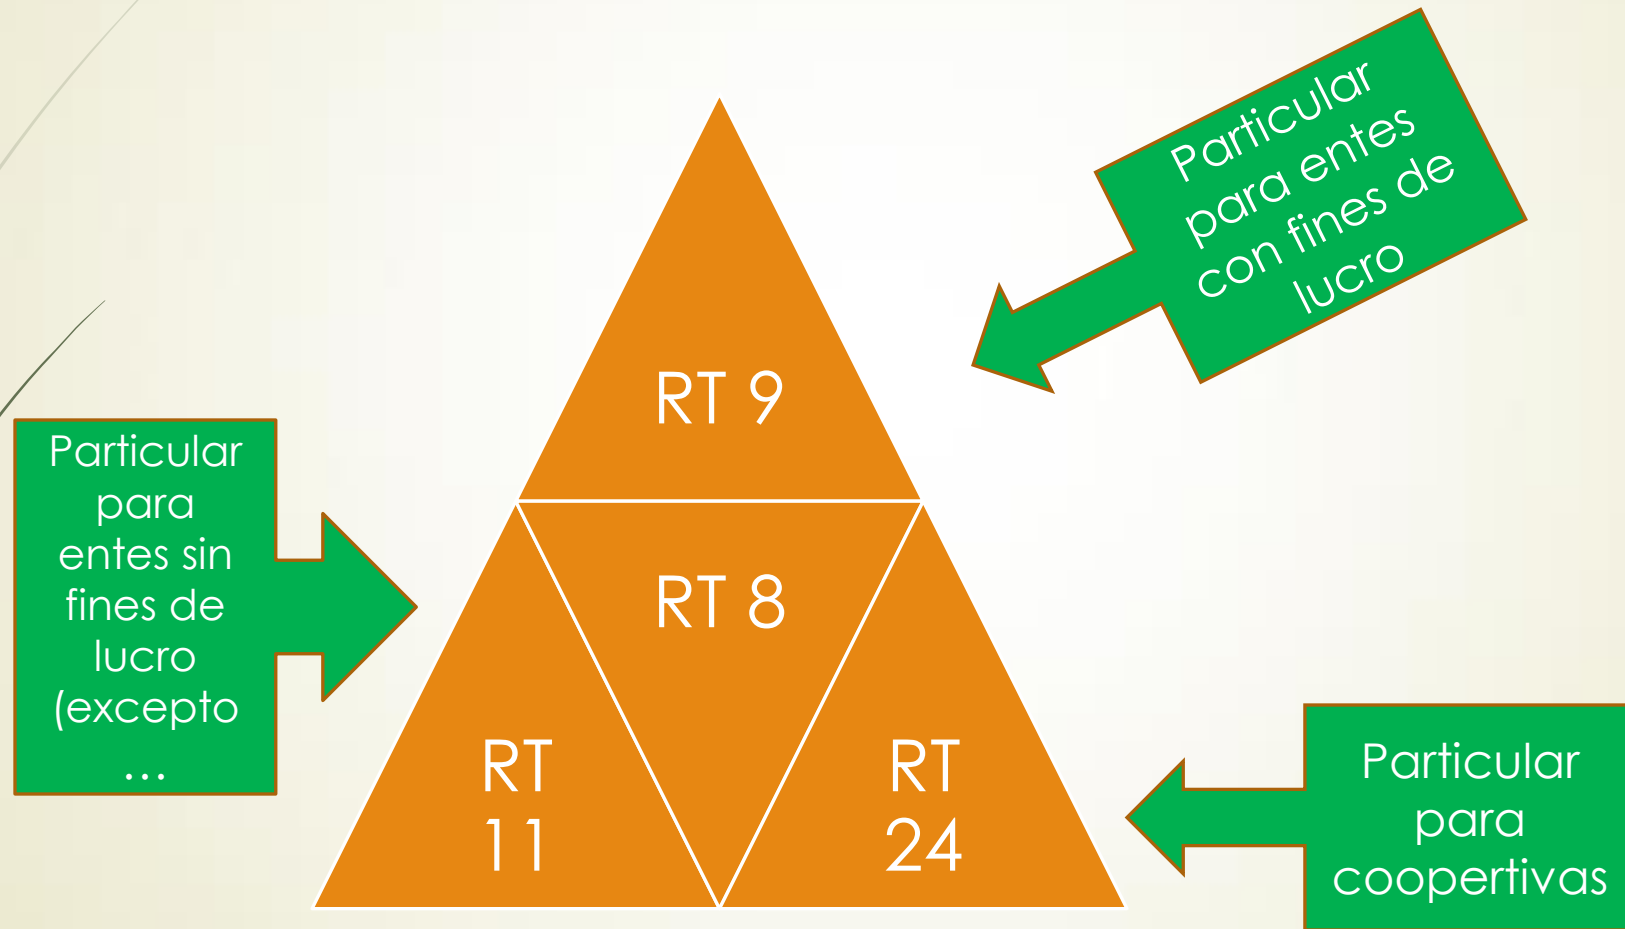 Particular
para entes
con fines de
lucro
RT 9
Particular
para
entes sin
fines de
lucro
(excepto
…
RT 8
RT
11
RT
24
Particular
para
coopertivas